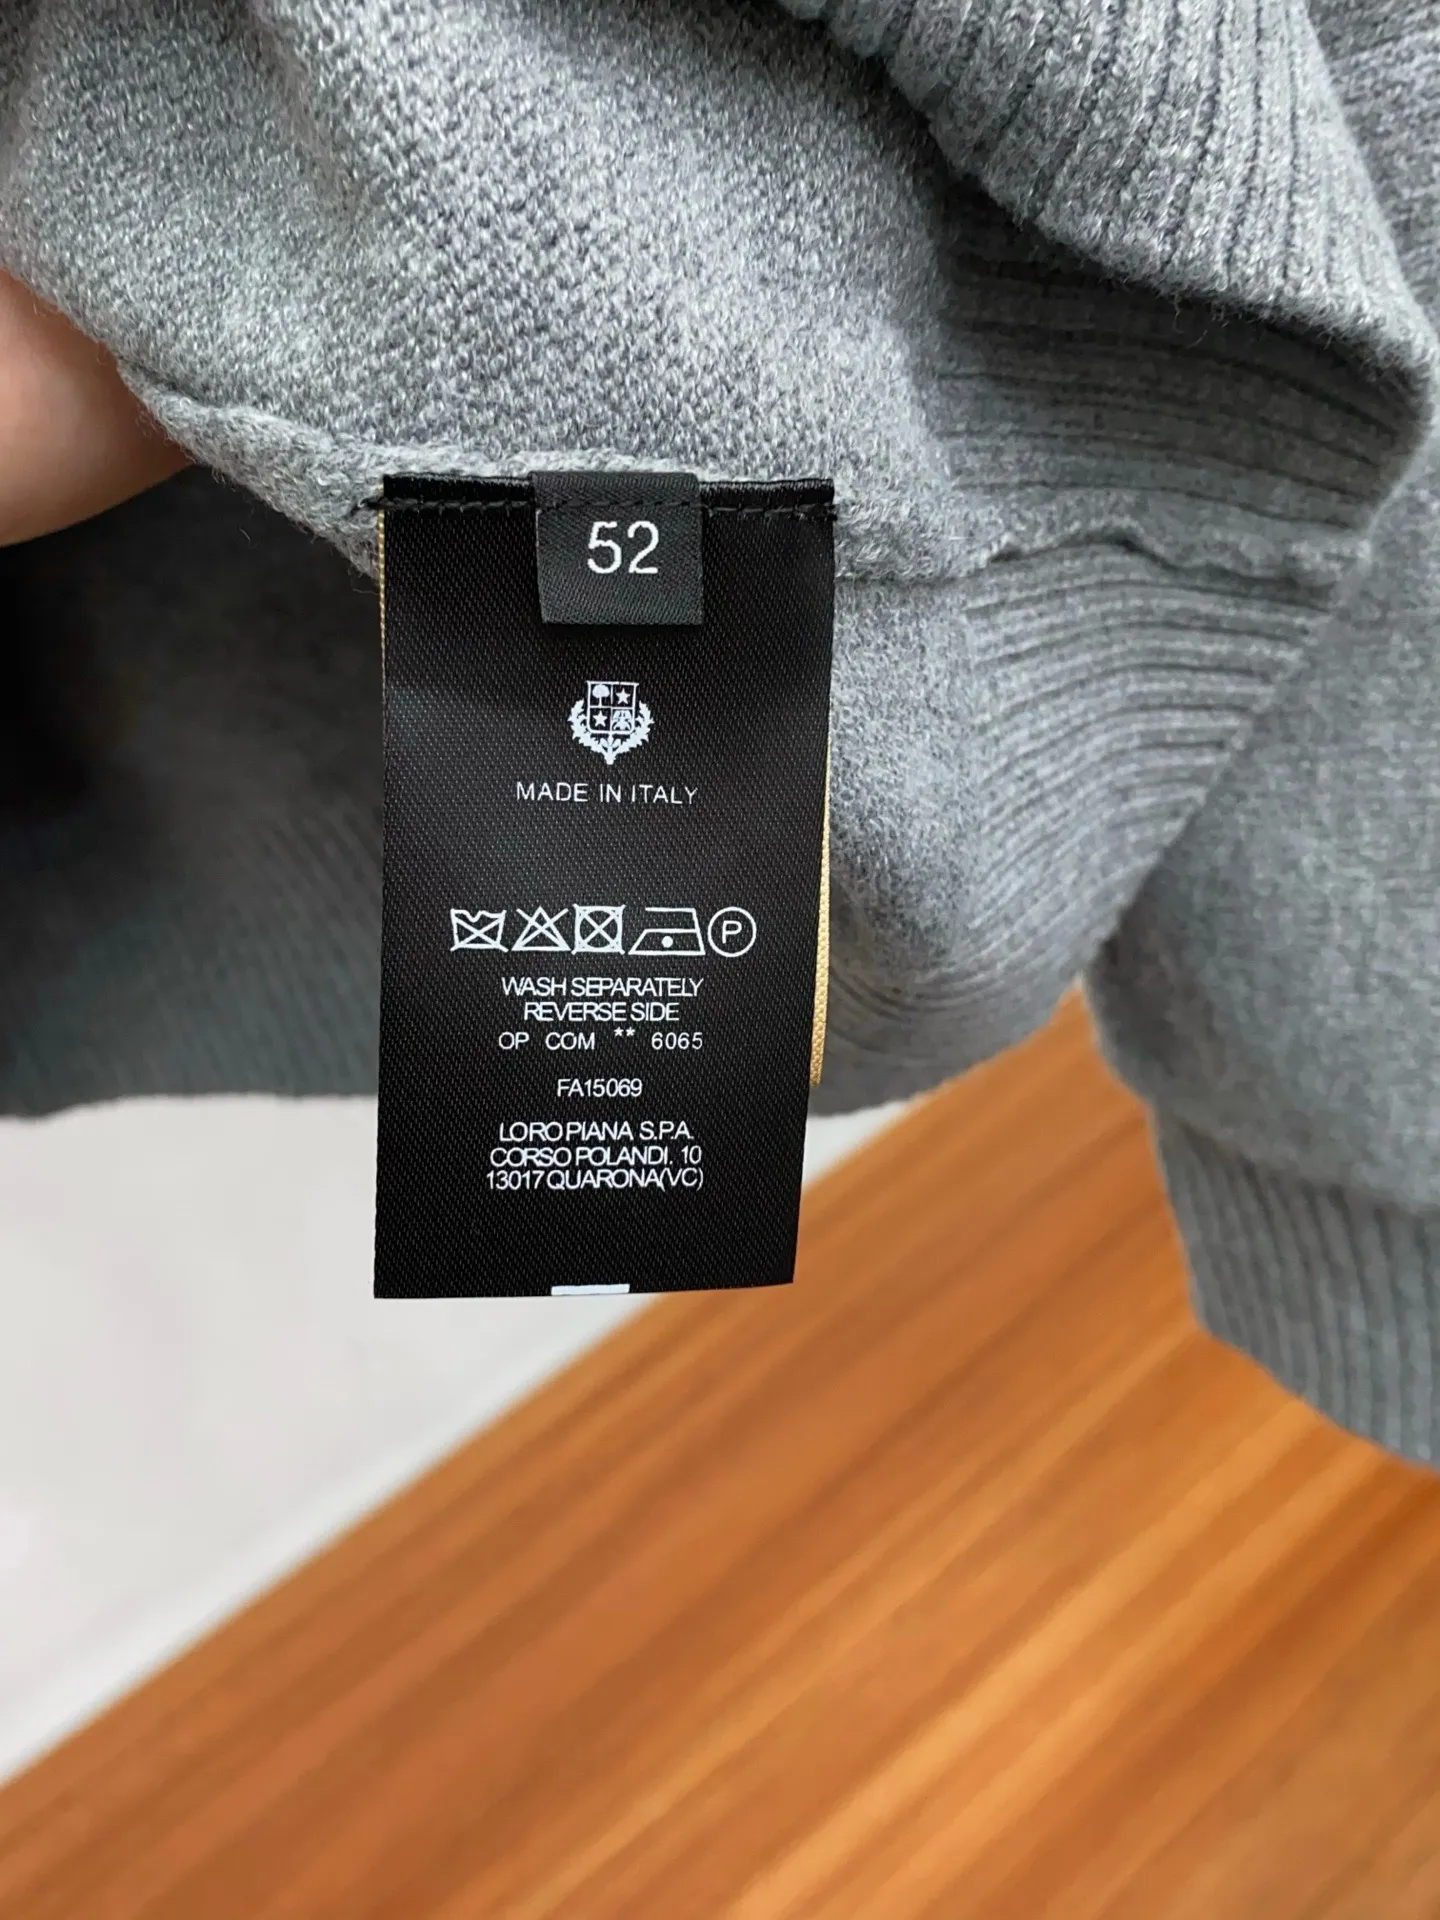 52
MADE IN ITALY
P
WASH SEPARATELY
REVERSE SIDE
OP COM ** 6065
FA15069
LORO PIANA S.P.A.
CORSO POLANDI, 10
13017 QUARONA(VC)